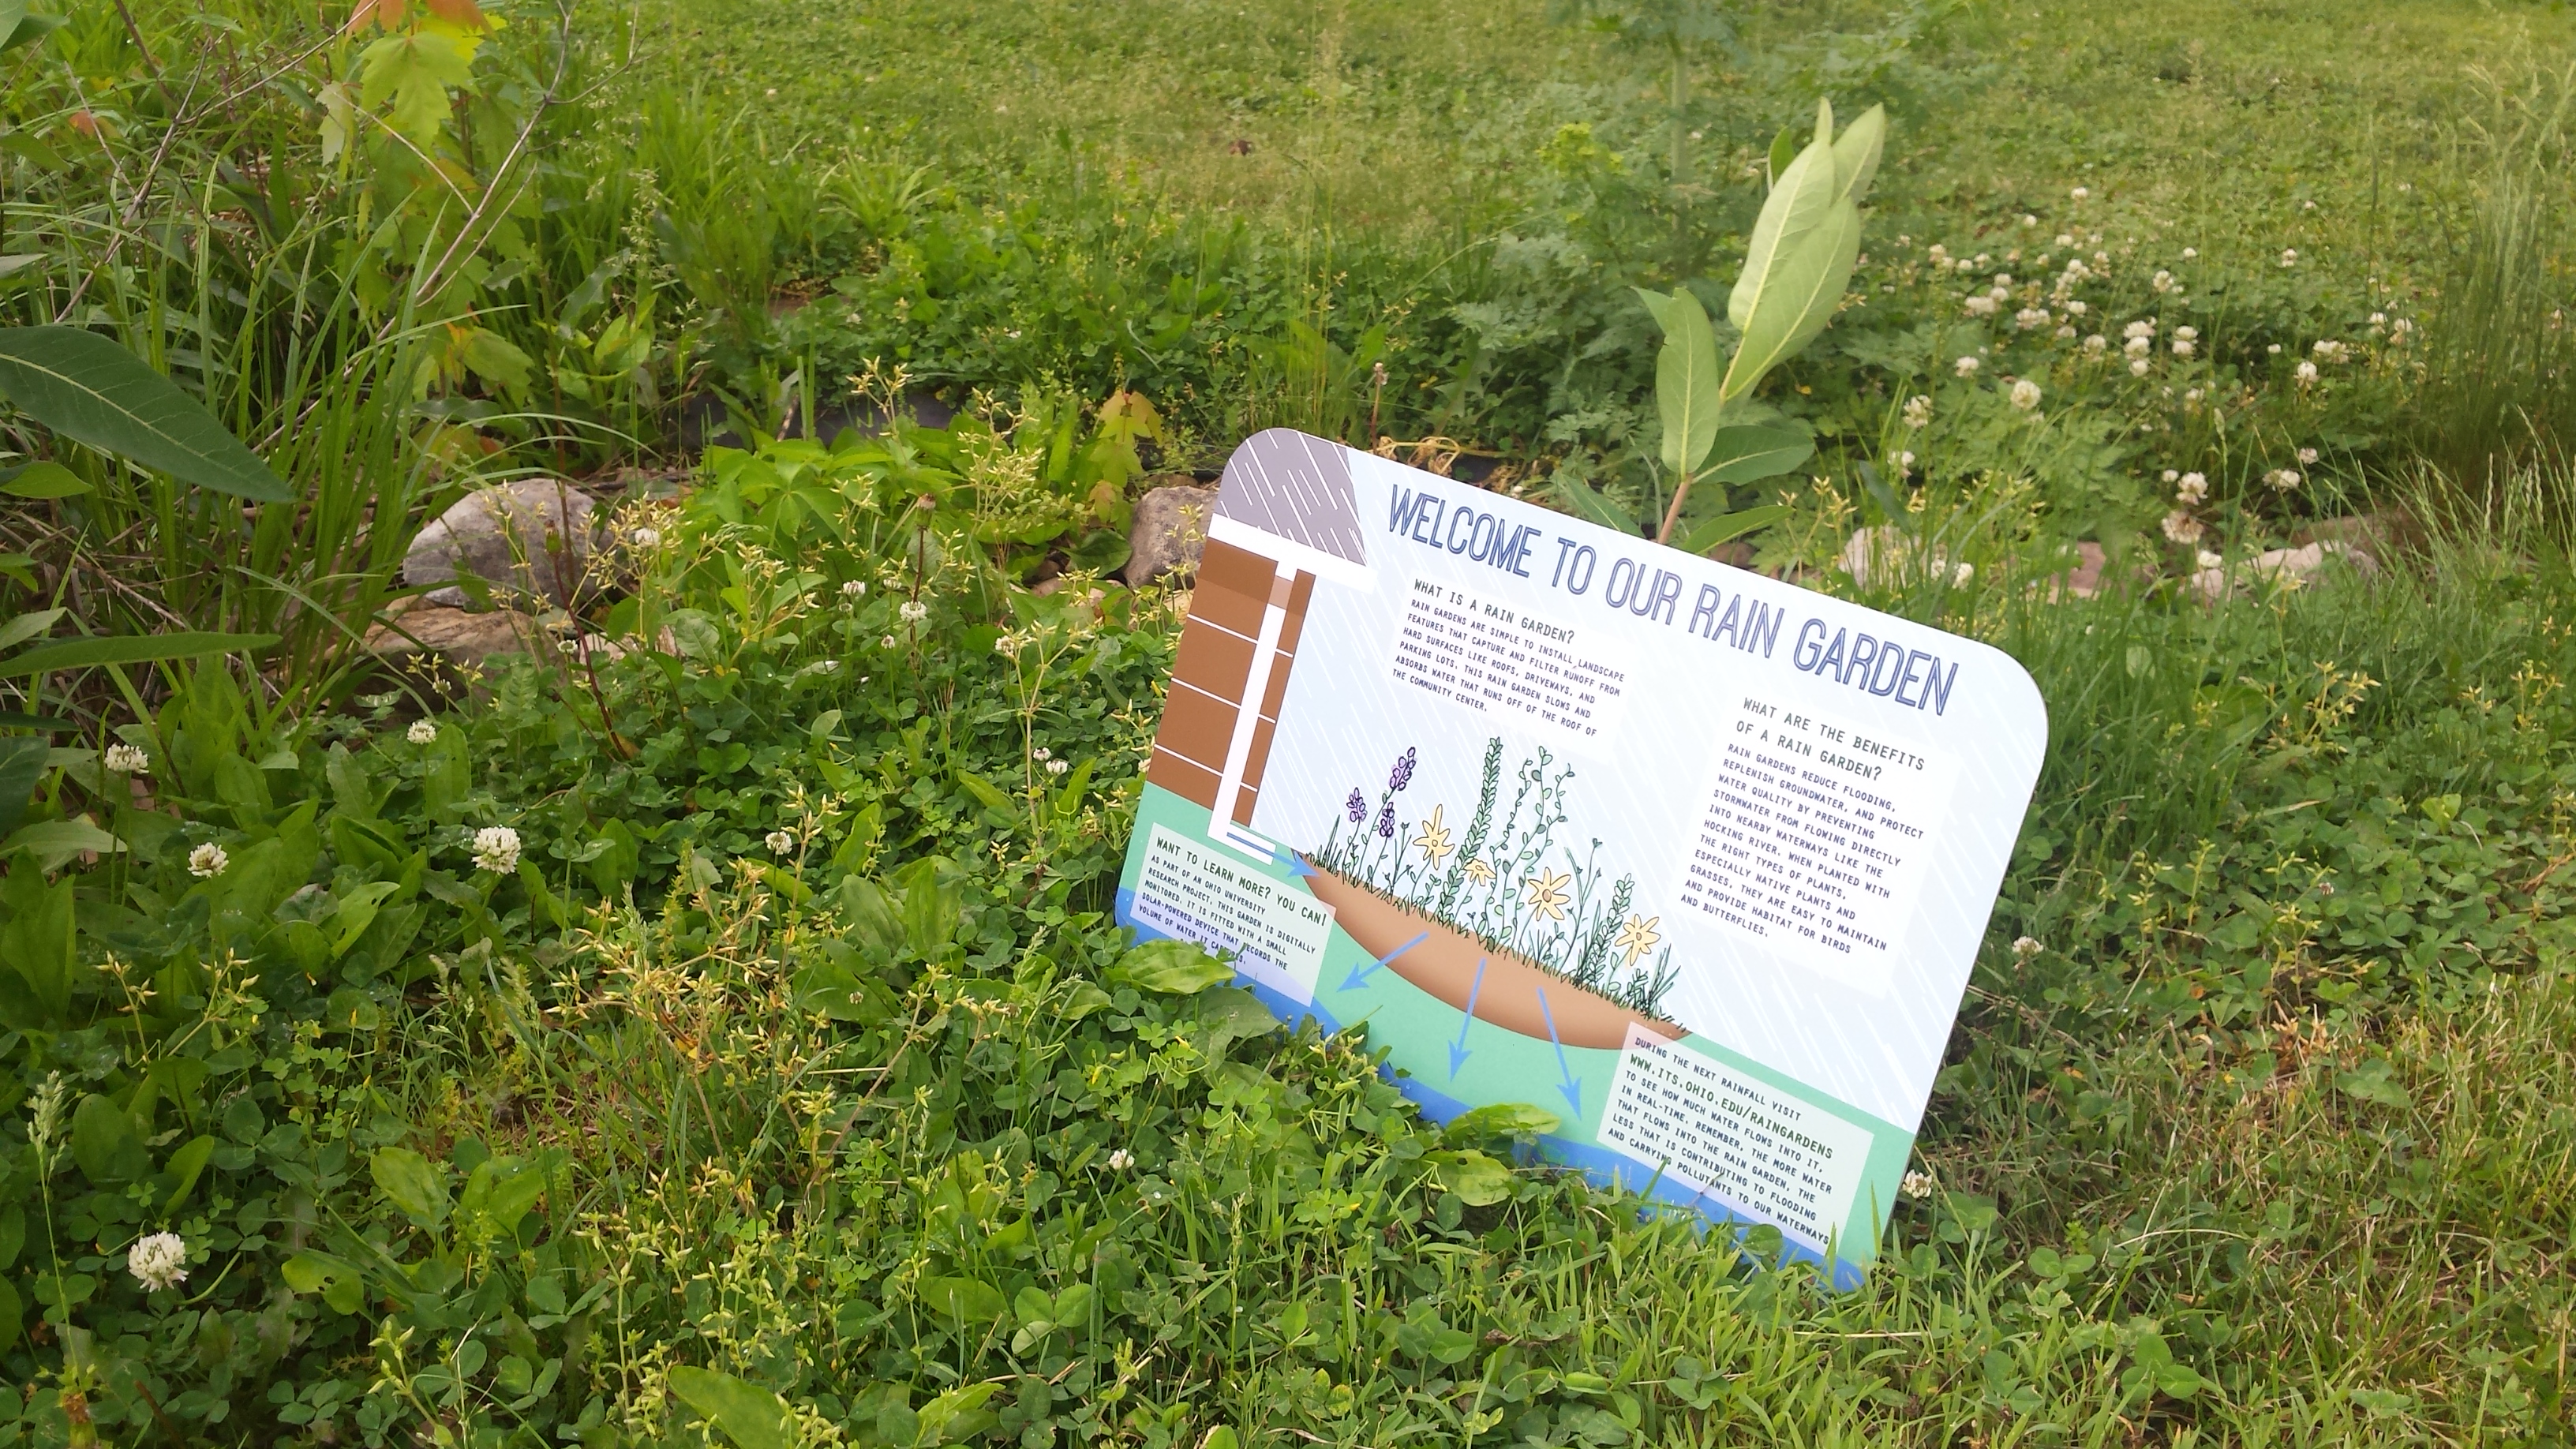 WELCOME TO OUR RAIN GARDEN
WHAT IS A RAIN GARDEN?
RAIN GARDENS ARE SIMPLE TO INSTALL, LANDSCAPE
FEATURES THAT CAPTURE AND FILTER RUNOFF FROM
HARD SURFACES LIKE ROOFS, DRIVEWAYS, AND
PARKING LOTS. THIS RAIN GARDEN SLOWS AND
ABSORBS WATER THAT RUNS OFF OF THE ROOF OF
THE COMMUNITY CENTER.
WHAT ARE THE BENEFITS
OF A RAIN GARDEN?
RAIN GARDENS REDUCE FLOODING,
REPLENISH GROUNDWATER, AND PROTECT
WATER QUALITY BY PREVENTING
STORMWATER FROM FLOWING DIRECTLY
INTO NEARBY WATERWAYS LIKE THE
HOCKING RIVER. WHEN PLANTED WITH
THE RIGHT TYPES OF PLANTS,
ESPECIALLY NATIVE PLANTS AND
GRASSES, THEY ARE EASY TO MAINTAIN
AND PROVIDE HABITAT FOR BIRDS
AND BUTTERFLIES.
WANT TO LEARN MORE? YOU CAN!
AS PART OF AN OHIO UNIVERSITY
RESEARCH PROJECT, THIS GARDEN IS DIGITALLY
MONITORED. IT IS FITTED WITH A SMALL
SOLAR-POWERED DEVICE THAT RECORDS THE
VOLUME OF WATER IT CAPTURES.
DURING THE NEXT RAINFALL VISIT
WWW.ITS.OHIO.EDU/RAINGARDENS
TO SEE HOW MUCH WATER FLOWS INTO IT,
IN REAL-TIME. REMEMBER, THE MORE WATER
THAT FLOWS INTO THE RAIN GARDEN, THE
LESS THAT IS CONTRIBUTING TO FLOODING
AND CARRYING POLLUTANTS TO OUR WATERWAYS